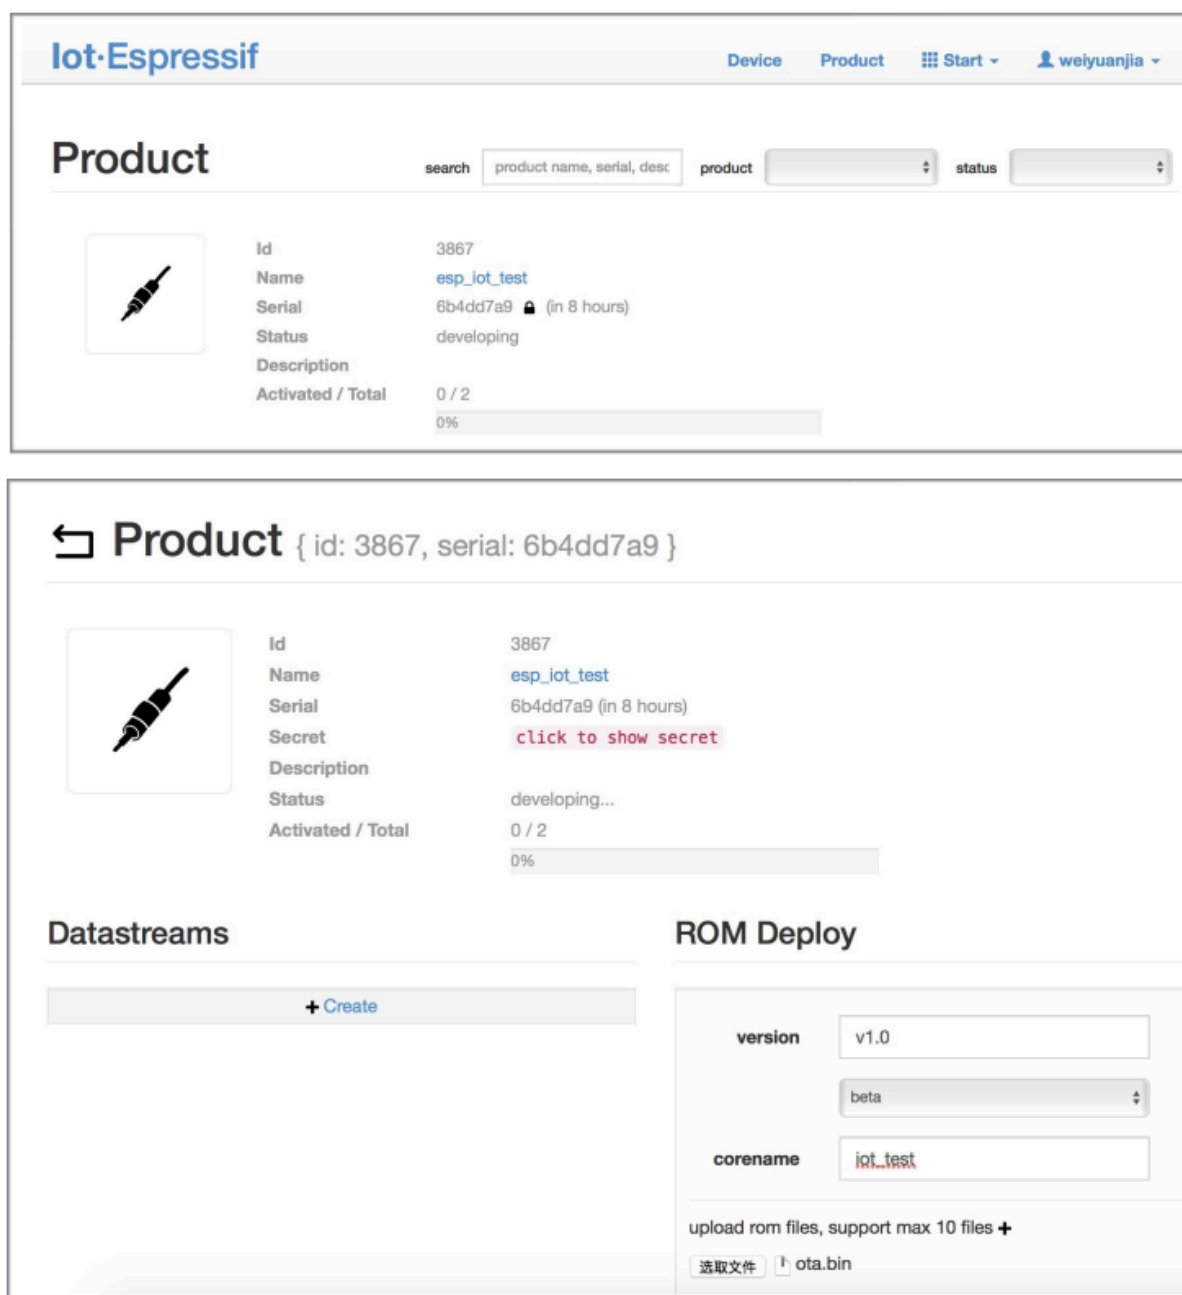 Iot·Espressif Device Product Start weiyuanjia
Product search product name, serial, desc product status
Id 3867
Name esp_iot_test
Serial 6b4dd7a9 (in 8 hours)
Status developing
Description
Activated / Total 0 / 2
0%
Product { id: 3867, serial: 6b4dd7a9 }
Id 3867
Name esp_iot_test
Serial 6b4dd7a9 (in 8 hours)
Secret click to show secret
Description
Status developing...
Activated / Total 0 / 2
0%
Datastreams
+ Create
ROM Deploy
version v1.0
beta
corename iot_test
upload rom files, support max 10 files +
选取文件 ota.bin